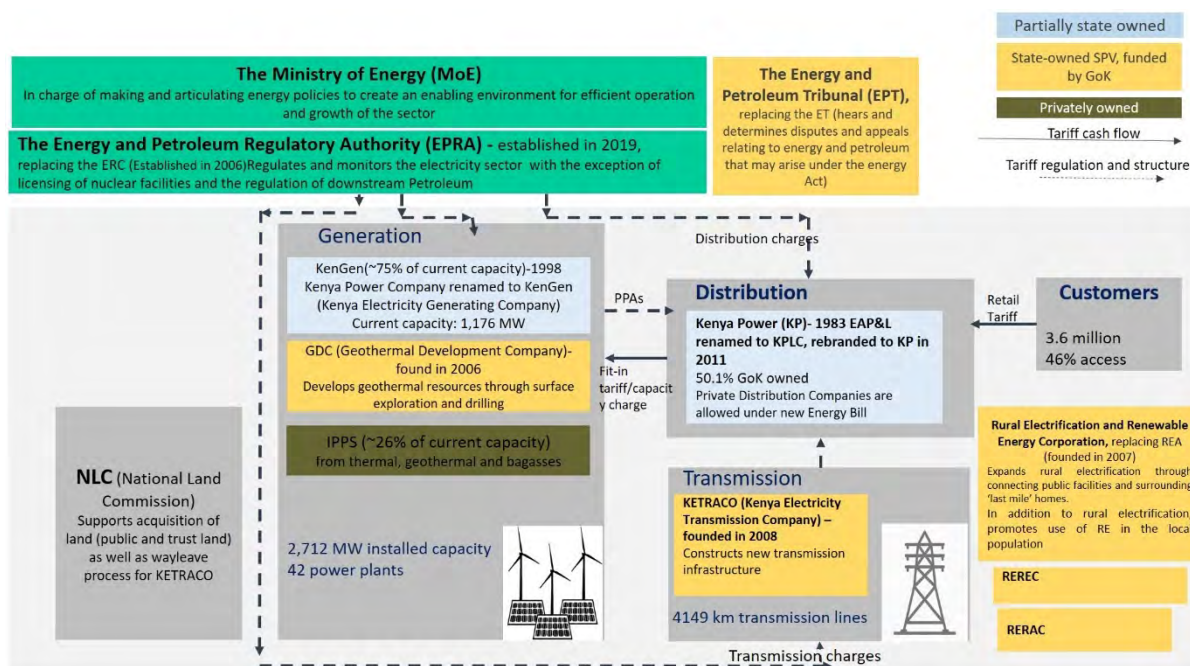 Partially state owned
State-owned SPV, funded
by GoK
Privately owned
Tariff cash flow
Tariff regulation and structure
The Ministry of Energy (MoE)
In charge of making and articulating energy policies to create an enabling environment for efficient operation
and growth of the sector
The Energy and Petroleum Regulatory Authority (EPRA) - established in 2019,
replacing the ERC (Established in 2006)Regulates and monitors the electricity sector with the exception of
licensing of nuclear facilities and the regulation of downstream Petroleum
The Energy and
Petroleum Tribunal (EPT),
replacing the ET (hears and
determines disputes and appeals
relating to energy and petroleum
that may arise under the energy
Act)
Generation
KenGen(~75% of current capacity)-1998
Kenya Power Company renamed to KenGen
(Kenya Electricity Generating Company)
Current capacity: 1,176 MW
GDC (Geothermal Development Company)-
found in 2006
Develops geothermal resources through surface
exploration and drilling
IPPS (~26% of current capacity)
from thermal, geothermal and bagasses
2,712 MW installed capacity
42 power plants
NLC (National Land
Commission)
Supports acquisition of
land (public and trust land)
as well as wayleave
process for KETRACO
PPAs
Fit-in
tariff/capacit
y charge
Distribution charges
Distribution
Kenya Power (KP)- 1983 EAP&L
renamed to KPLC, rebranded to KP in
2011
50.1% GoK owned
Private Distribution Companies are
allowed under new Energy Bill
Retail
Tariff
Customers
3.6 million
46% access
Transmission
KETRACO (Kenya Electricity
Transmission Company) –
founded in 2008
Constructs new transmission
infrastructure
4149 km transmission lines
Transmission charges
Rural Electrification and Renewable
Energy Corporation, replacing REA
(founded in 2007)
Expands rural electrification through
connecting public facilities and surrounding
'last mile' homes.
In addition to rural electrification,
promotes use of RE in the local
population
REREC
RERAC